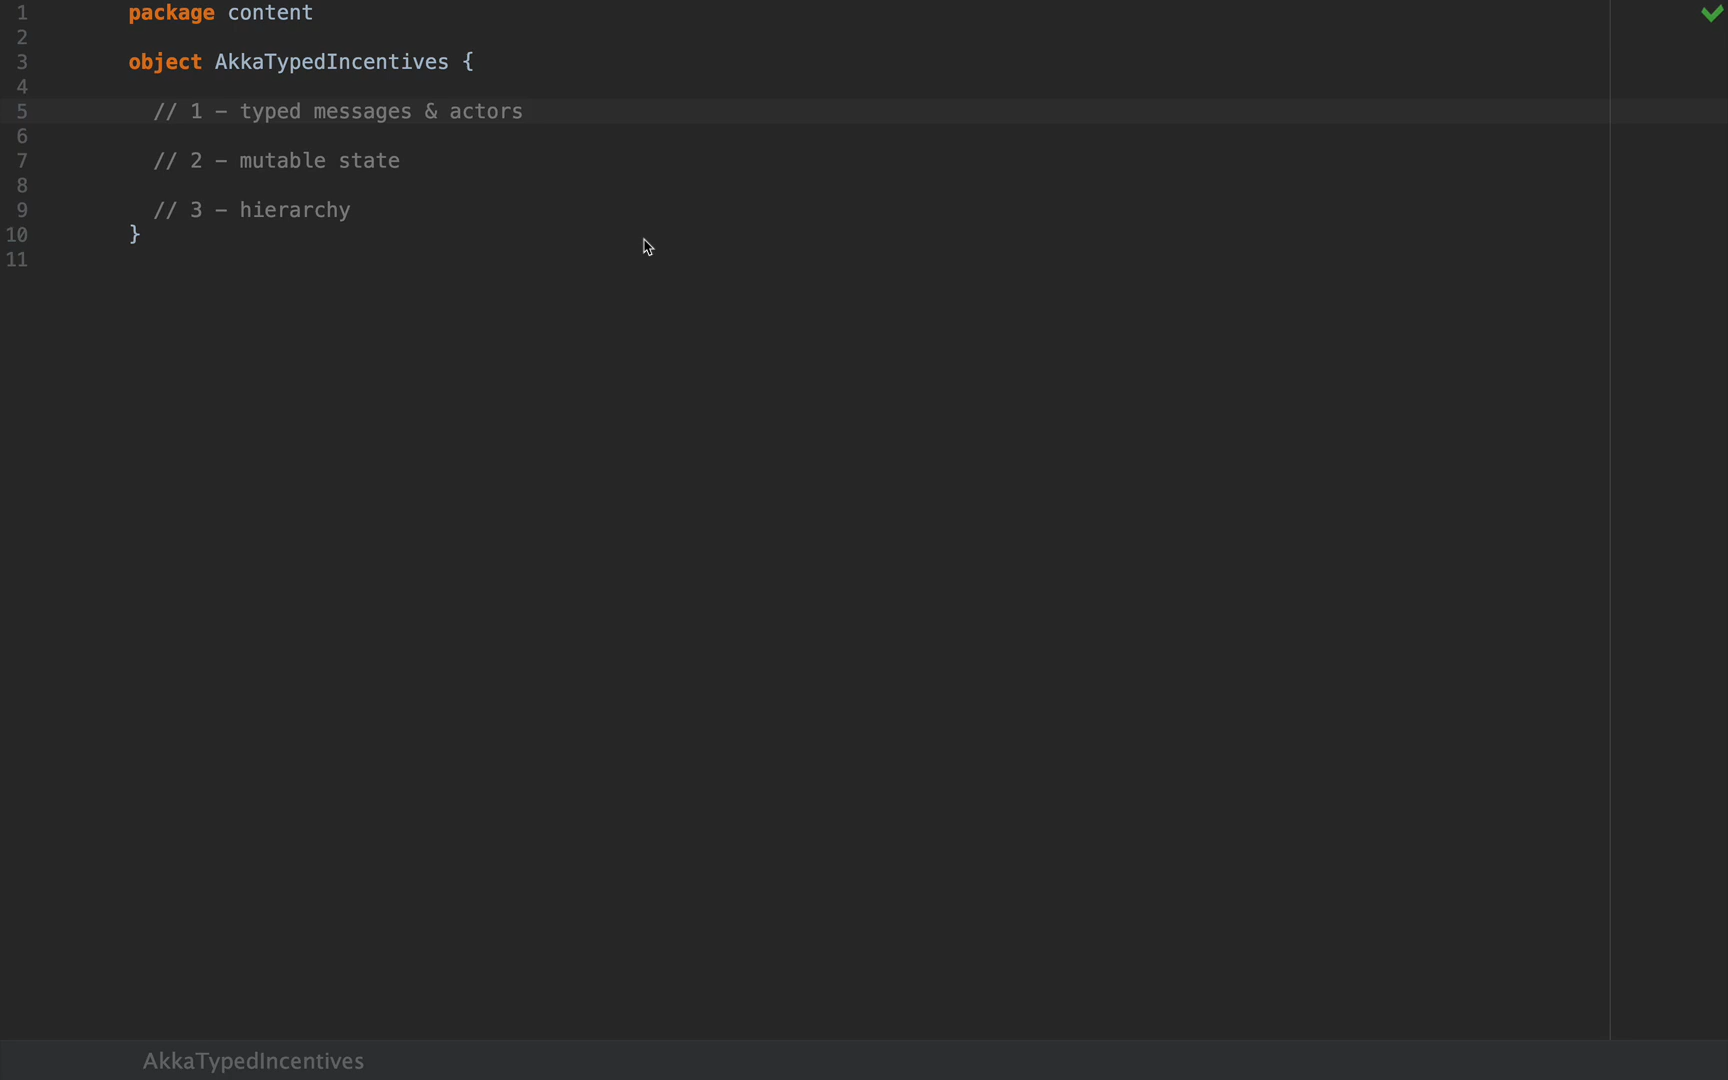 1 package content
2
3 object AkkaTypedIncentives {
4
5 // 1 – typed messages & actors
6
7 // 2 – mutable state
8
9 // 3 – hierarchy
10 }
11
AkkaTypedIncentives